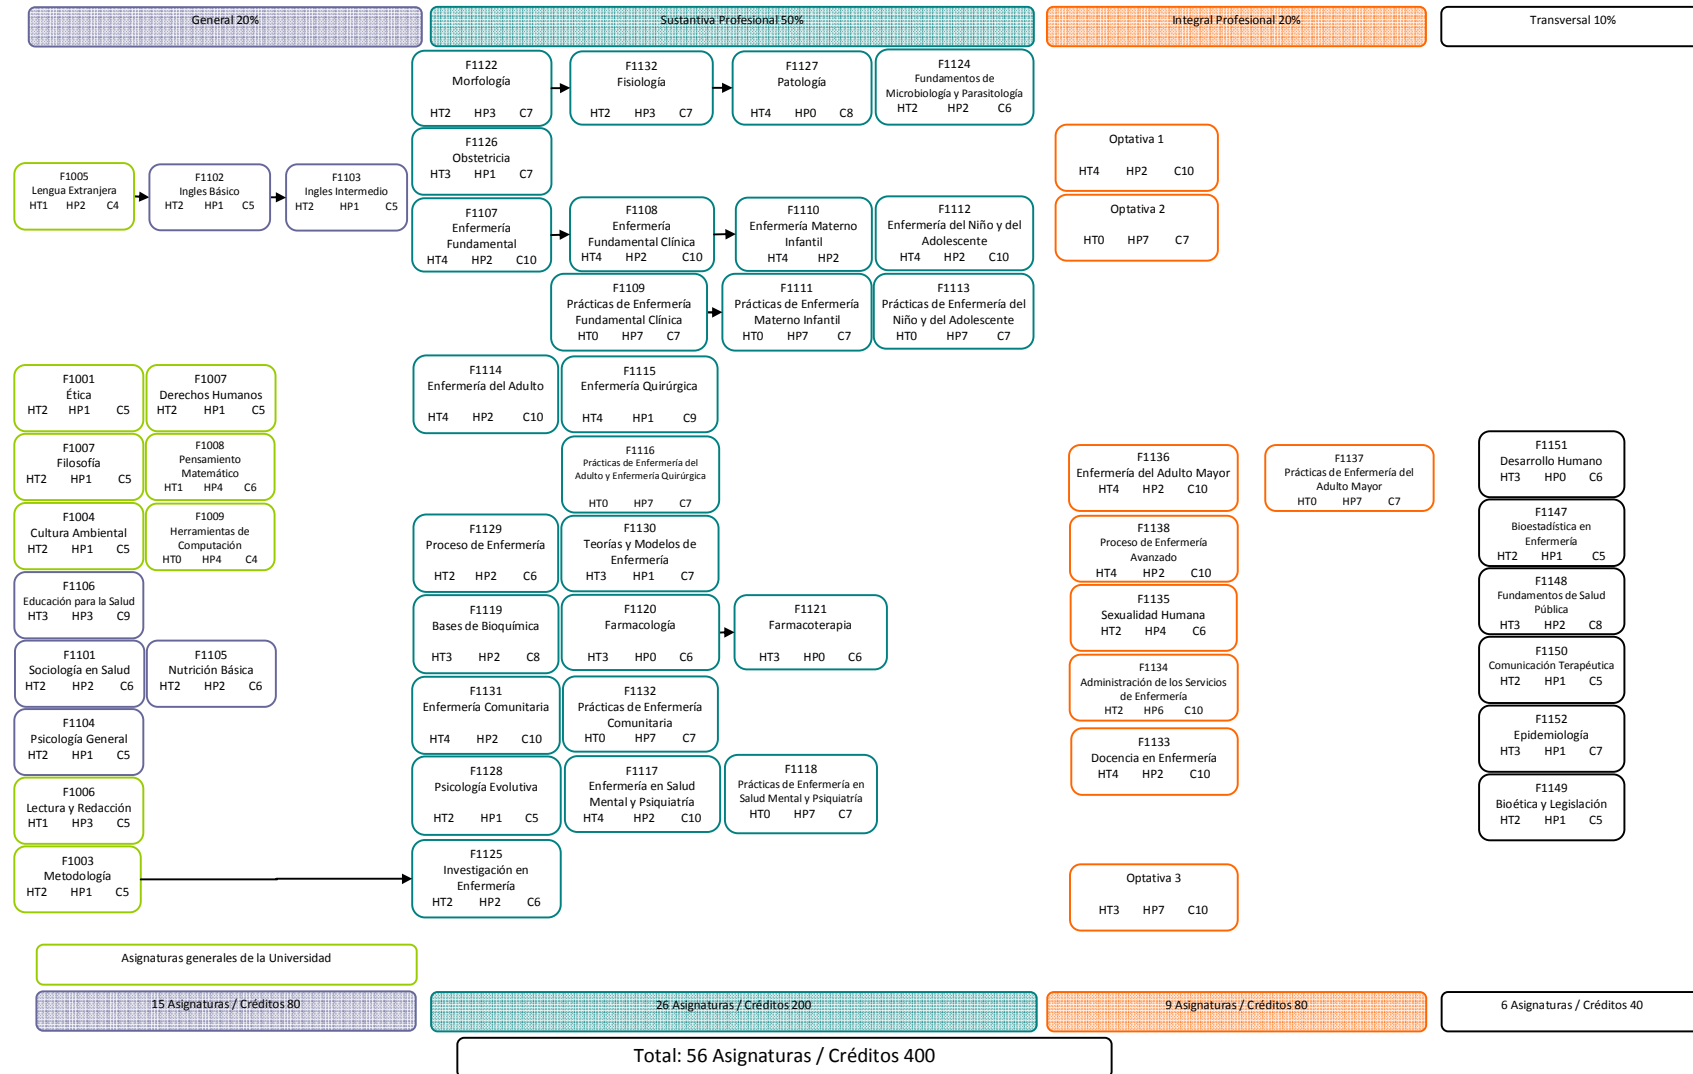 General 20%
Sustantiva Profesional 50%
Integral Profesional 20%
Transversal 10%
F1122
Morfología
HT2 HP3 C7
F1132
Fisiología
HT2 HP3 C7
F1127
Patología
HT4 HP0 C8
F1124
Fundamentos de
Microbiología y Parasitología
HT2 HP2 C6
F1126
Obstetricia
HT3 HP1 C7
Optativa 1
HT4 HP2 C10
F1005
Lengua Extranjera
HT1 HP2 C4
F1102
Ingles Básico
HT2 HP1 C5
F1103
Ingles Intermedio
HT2 HP1 C5
F1107
Enfermería
Fundamental
HT4 HP2 C10
F1108
Enfermería
Fundamental Clínica
HT4 HP2 C10
F1110
Enfermería Materno
Infantil
HT4 HP2
F1112
Enfermería del Niño y del
Adolescente
HT4 HP2 C10
Optativa 2
HT0 HP7 C7
F1109
Prácticas de Enfermería
Fundamental Clínica
HT0 HP7 C7
F1111
Prácticas de Enfermería
Materno Infantil
HT0 HP7 C7
F1113
Prácticas de Enfermería del
Niño y del Adolescente
HT0 HP7 C7
F1001
Ética
HT2 HP1 C5
F1007
Derechos Humanos
HT2 HP1 C5
F1114
Enfermería del Adulto
HT4 HP2 C10
F1115
Enfermería Quirúrgica
HT4 HP1 C9
F1007
Filosofía
HT2 HP1 C5
F1008
Pensamiento
Matemático
HT1 HP4 C6
F1116
Prácticas de Enfermería del
Adulto y Enfermería Quirúrgica
HT0 HP7 C7
F1136
Enfermería del Adulto Mayor
HT4 HP2 C10
F1137
Prácticas de Enfermería del
Adulto Mayor
HT0 HP7 C7
F1151
Desarrollo Humano
HT3 HP0 C6
F1004
Cultura Ambiental
HT2 HP1 C5
F1009
Herramientas de
Computación
HT0 HP4 C4
F1129
Proceso de Enfermería
HT2 HP2 C6
F1130
Teorías y Modelos de
Enfermería
HT3 HP1 C7
F1138
Proceso de Enfermería
Avanzado
HT4 HP2 C10
F1147
Bioestadística en
Enfermería
HT2 HP1 C5
F1106
Educación para la Salud
HT3 HP3 C9
F1119
Bases de Bioquímica
HT3 HP2 C8
F1120
Farmacología
HT3 HP0 C6
F1121
Farmacoterapia
HT3 HP0 C6
F1135
Sexualidad Humana
HT2 HP4 C6
F1148
Fundamentos de Salud
Pública
HT3 HP2 C8
F1101
Sociología en Salud
HT2 HP2 C6
F1105
Nutrición Básica
HT2 HP2 C6
F1131
Enfermería Comunitaria
HT4 HP2 C10
F1132
Prácticas de Enfermería
Comunitaria
HT0 HP7 C7
F1134
Administración de los Servicios
de Enfermería
HT2 HP6 C10
F1150
Comunicación Terapéutica
HT2 HP1 C5
F1104
Psicología General
HT2 HP1 C5
F1128
Psicología Evolutiva
HT2 HP1 C5
F1117
Enfermería en Salud
Mental y Psiquiatría
HT4 HP2 C10
F1118
Prácticas de Enfermería en
Salud Mental y Psiquiatría
HT0 HP7 C7
F1133
Docencia en Enfermería
HT4 HP2 C10
F1152
Epidemiología
HT3 HP1 C7
F1006
Lectura y Redacción
HT1 HP3 C5
F1149
Bioética y Legislación
HT2 HP1 C5
F1003
Metodología
HT2 HP1 C5
F1125
Investigación en
Enfermería
HT2 HP2 C6
Optativa 3
HT3 HP7 C10
Asignaturas generales de la Universidad
15 Asignaturas / Créditos 80
26 Asignaturas / Créditos 200
9 Asignaturas / Créditos 80
6 Asignaturas / Créditos 40
Total: 56 Asignaturas / Créditos 400